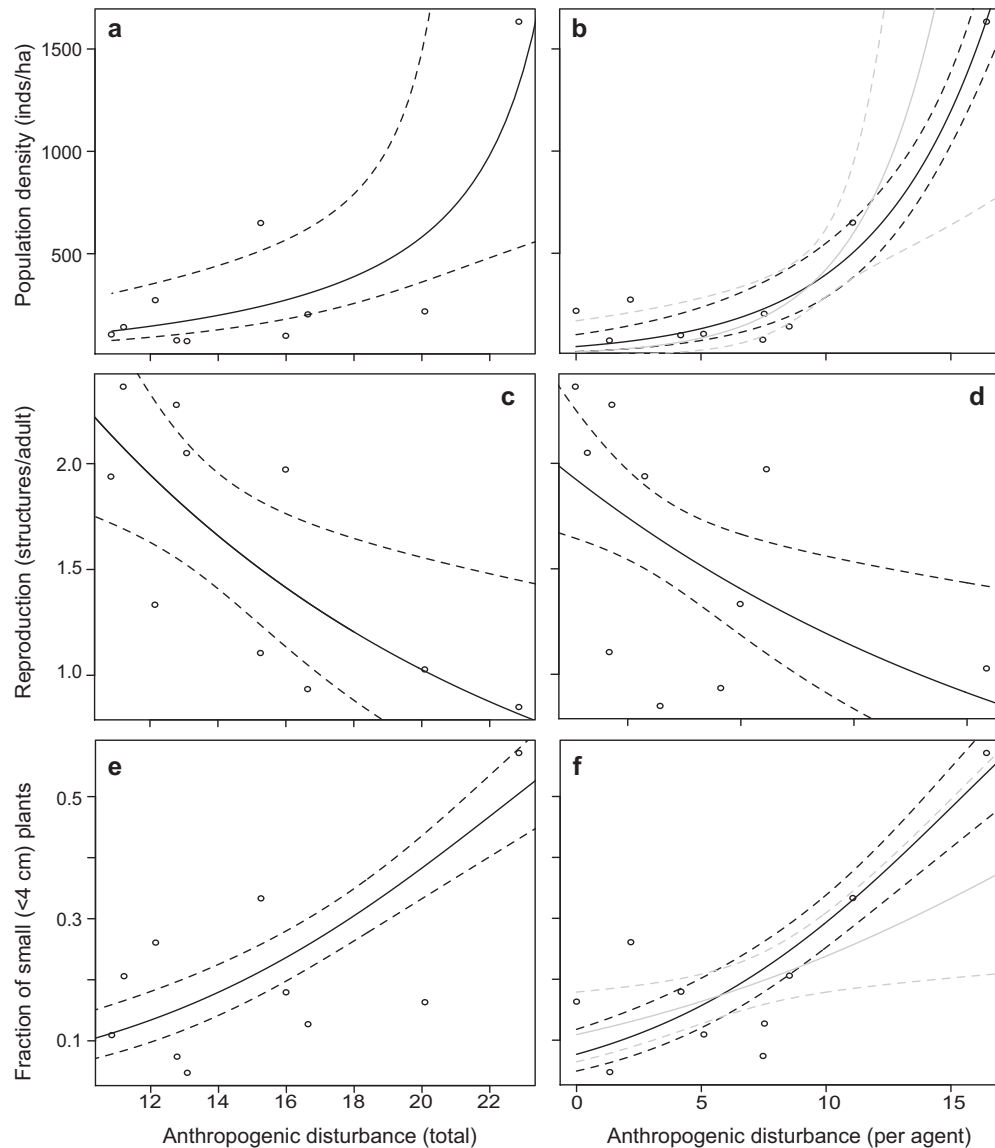 a
b
Population density (inds/ha)
1500
1000
500
c
d
Reproduction (structures/adult)
2.0
1.5
1.0
e
f
Fraction of small (<4 cm) plants
0.5
0.3
0.1
12 14 16 18 20 22
0 5 10 15
Anthropogenic disturbance (total)
Anthropogenic disturbance (per agent)